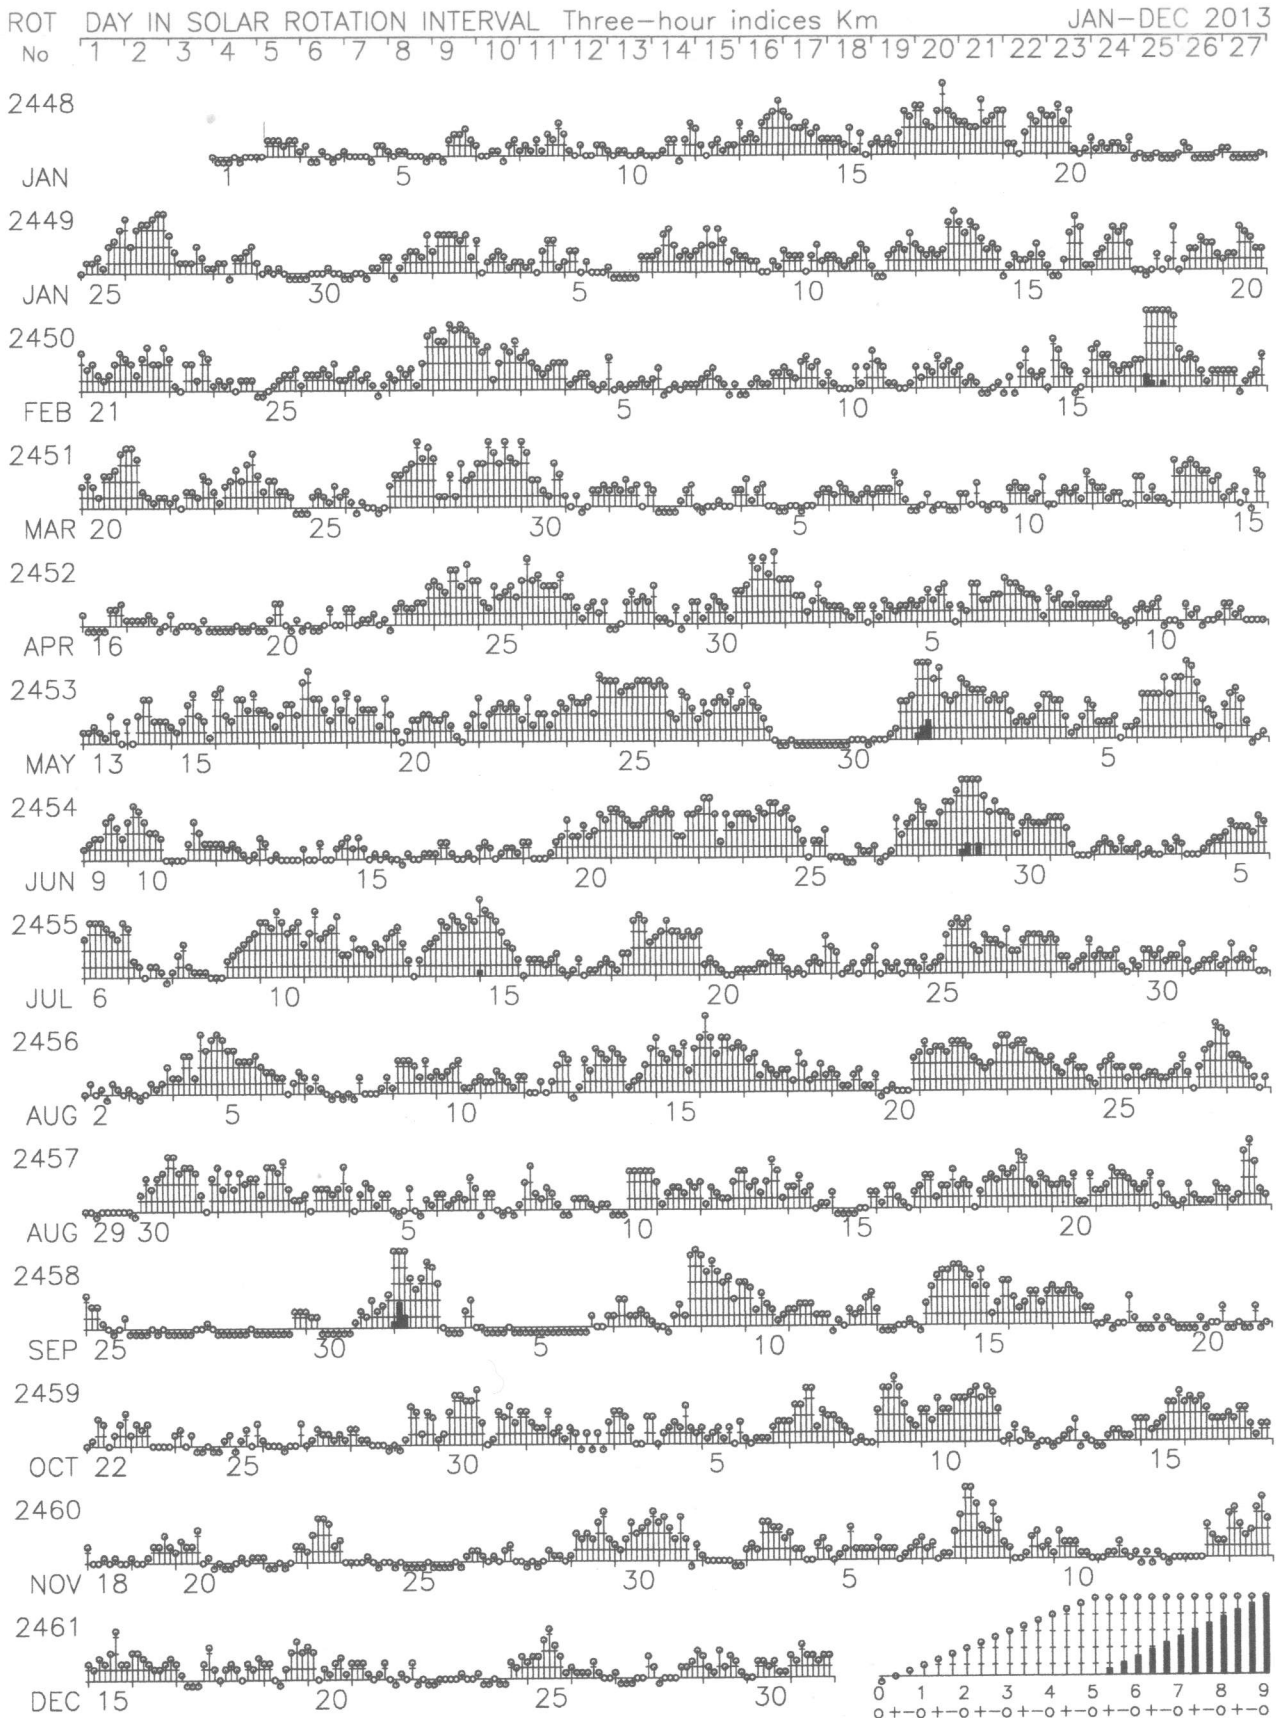 ROT DAY IN SOLAR ROTATION INTERVAL Three-hour indices Km JAN-DEC 2013
No 1 2 3 4 5 6 7 8 9 10 11 12 13 14 15 16 17 18 19 20 21 22 23 24 25 26 27
2448
JAN 1 5 10 15 20
2449
JAN 25 30 5 10 15 20
2450
FEB 21 25 5 10 15
2451
MAR 20 25 30 5 10 15
2452
APR 16 20 25 30 5 10
2453
MAY 13 15 20 25 30 5
2454
JUN 9 10 15 20 25 30 5
2455
JUL 6 10 15 20 25 30
2456
AUG 2 5 10 15 20 25
2457
AUG 29 30 5 10 15 20
2458
SEP 25 30 5 10 15 20
2459
OCT 22 25 30 5 10 15
2460
NOV 18 20 25 30 5 10
2461
DEC 15 20 25 30
0 1 2 3 4 5 6 7 8 9
o +-o +-o +-o +-o +-o +-o +-o +-o +-o